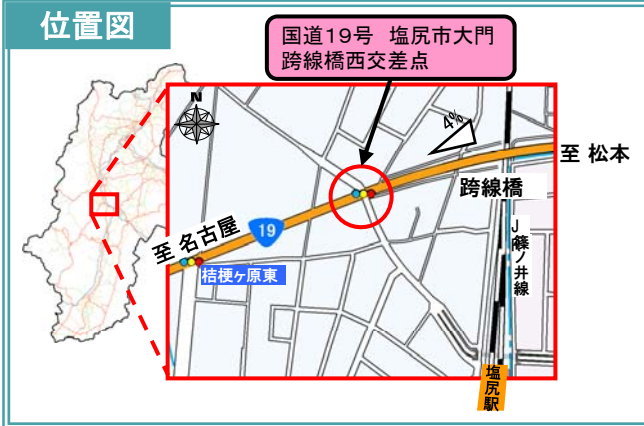 位置図
国道19号 塩尻市大門
跨線橋西交差点
N
4%
至 松本
跨線橋
至 名古屋
19
桔梗ヶ原東
JR篠ノ井線
塩尻駅